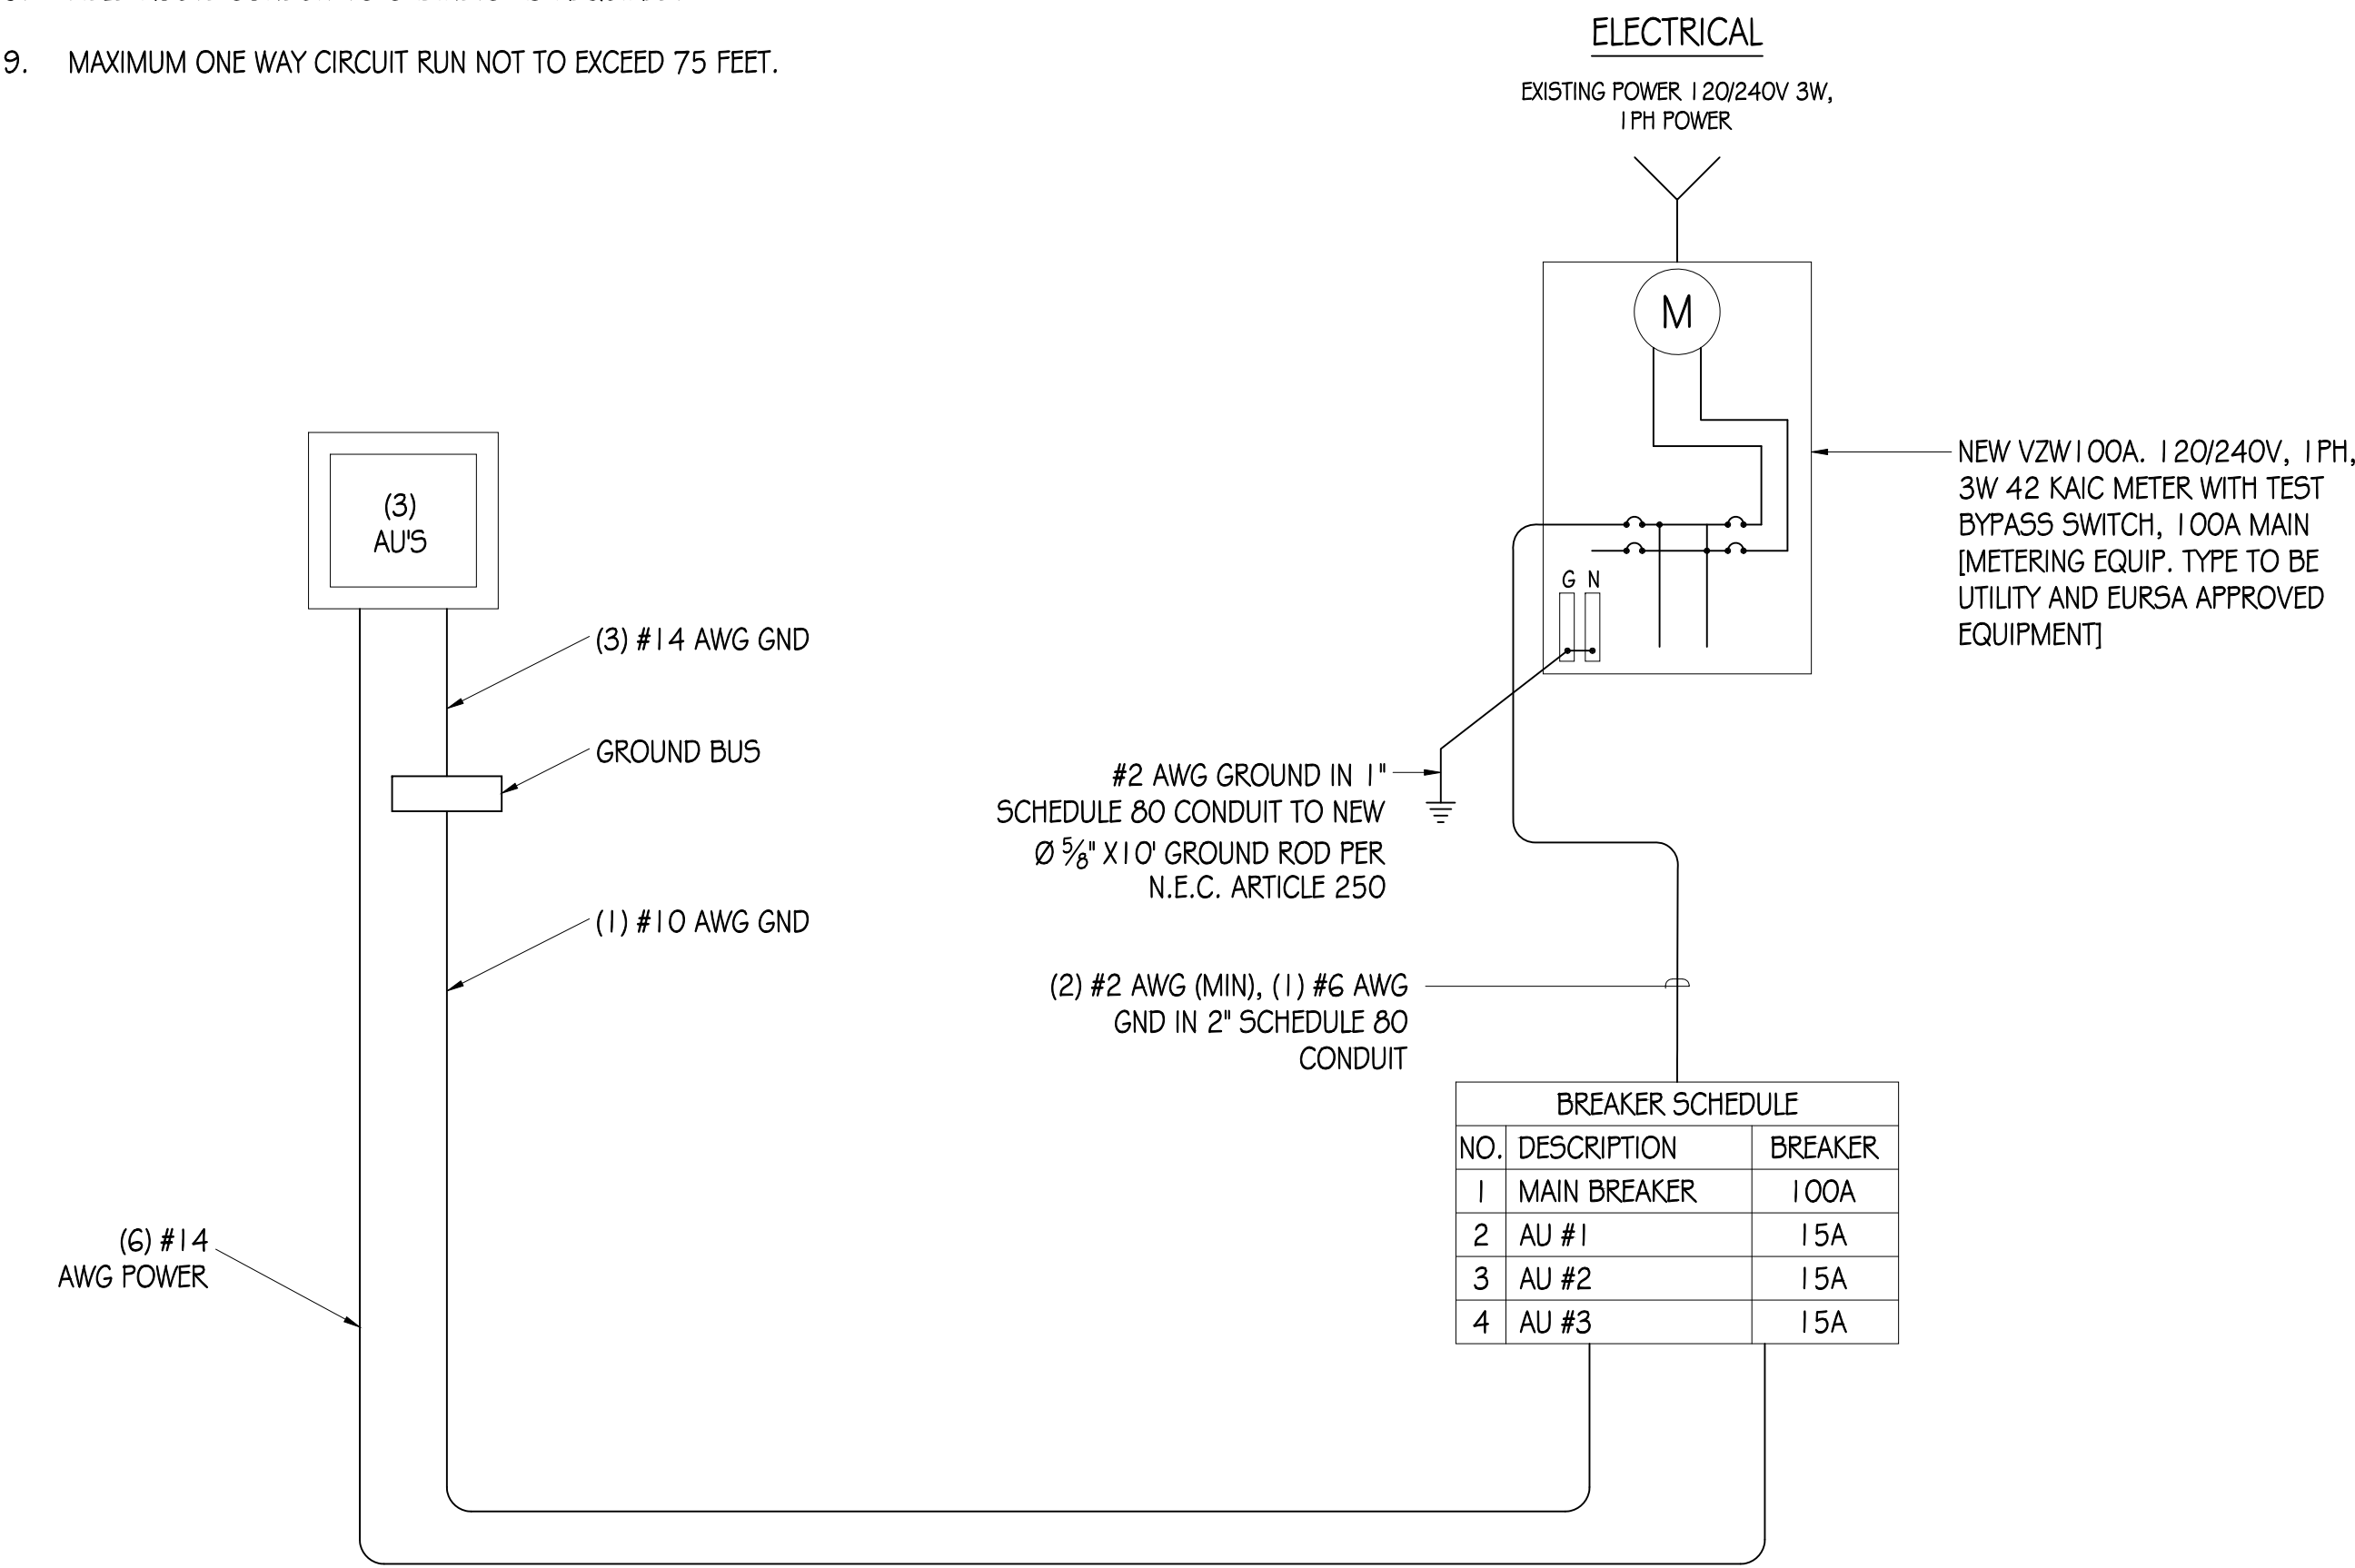 9. MAXIMUM ONE WAY CIRCUIT RUN NOT TO EXCEED 75 FEET.
ELECTRICAL
EXISTING POWER 120/240V 3W,
1PH POWER
M
G N
NEW VZW100A. 120/240V, 1PH,
3W 42 KAIC METER WITH TEST
BYPASS SWITCH, 100A MAIN
[METERING EQUIP. TYPE TO BE
UTILITY AND EURSA APPROVED
EQUIPMENT]
(3)
AU'S
(3) #14 AWG GND
GROUND BUS
(1) #10 AWG GND
#2 AWG GROUND IN 1"
SCHEDULE 80 CONDUIT TO NEW
Ø 5/8" X10' GROUND ROD PER
N.E.C. ARTICLE 250
(2) #2 AWG (MIN), (1) #6 AWG
GND IN 2" SCHEDULE 80
CONDUIT
(6) #14
AWG POWER
BREAKER SCHEDULE
NO. DESCRIPTION BREAKER
1 MAIN BREAKER 100A
2 AU #1 15A
3 AU #2 15A
4 AU #3 15A